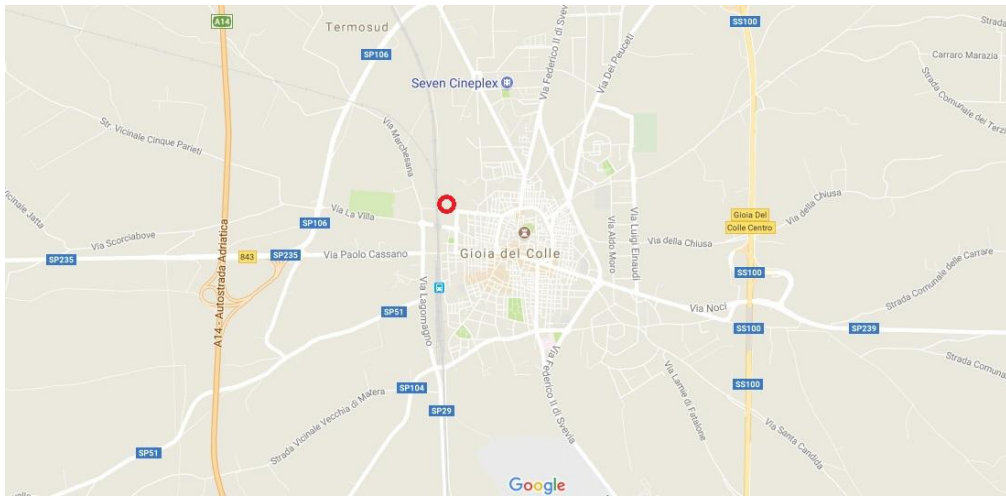 A14
SS100
Strada
Termosud
SP106
Via Federico II di Svevia
Via Dei Peuceti
Carraro Marazia
Seven Cineplex
Strada Comunale dei Terzi
Str. Vicinale Cinque Parieti
Via Marchesana
Vicinale Jatta
Via La Villa
SP106
Via Scorciabove
Via Aldo Moro
Via Luigi Einaudi
Via della Chiusa
Gioia Del
Colle Centro
Via della Chiusa
SP235
843
SP235
Via Paolo Cassano
Gioia del Colle
A14 - Autostrada Adriatica
SS100
Strada Comunale delle Carrare
Via Lagomagno
SP51
Via Noci
SS100
SP239
Strada Comuna
SP104
SS100
Via Federico II di Svevia
Via Lamie di Fatalone
SP29
Strada Vicinale Vecchia di Matera
Via Santa Candida
SP51
Google